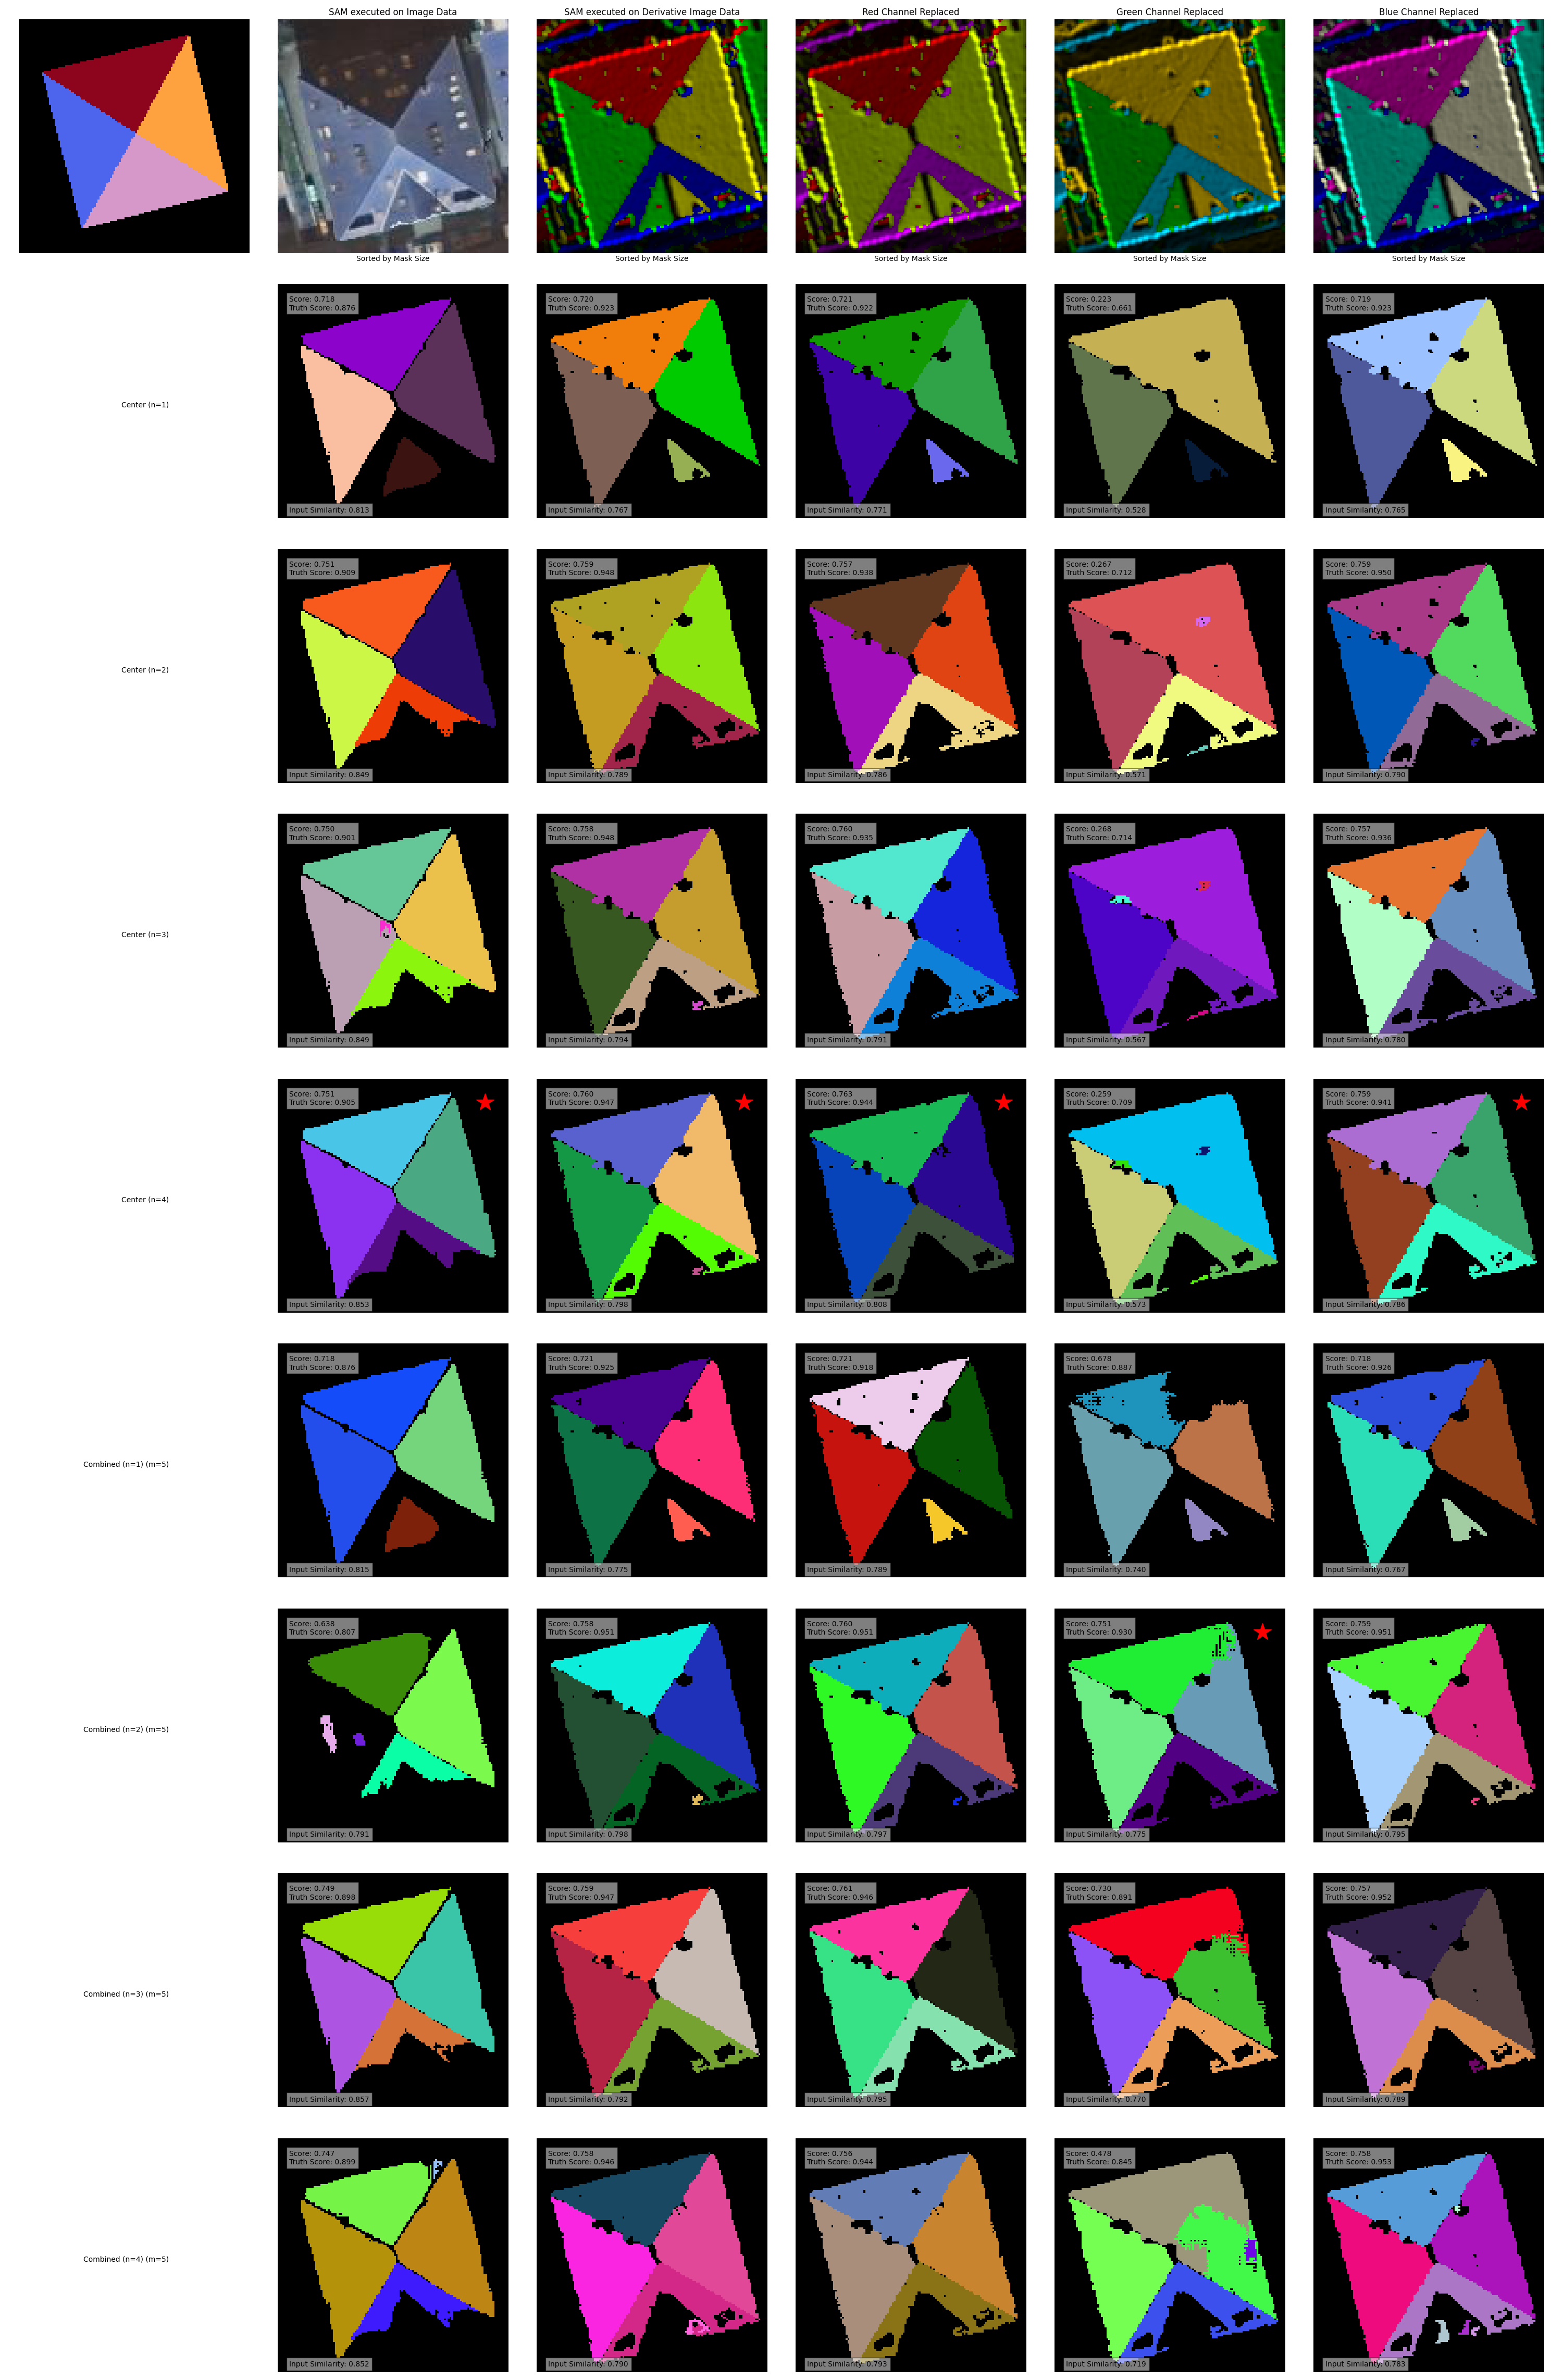 SAM executed on Image Data
SAM executed on Derivative Image Data
Red Channel Replaced
Green Channel Replaced
Blue Channel Replaced
Sorted by Mask Size
Sorted by Mask Size
Sorted by Mask Size
Sorted by Mask Size
Sorted by Mask Size
Center (n=1)
Score: 0.718
Truth Score: 0.876
Input Similarity: 0.813
Score: 0.720
Truth Score: 0.923
Input Similarity: 0.767
Score: 0.721
Truth Score: 0.922
Input Similarity: 0.771
Score: 0.223
Truth Score: 0.661
Input Similarity: 0.528
Score: 0.719
Truth Score: 0.923
Input Similarity: 0.765
Center (n=2)
Score: 0.751
Truth Score: 0.909
Input Similarity: 0.849
Score: 0.759
Truth Score: 0.948
Input Similarity: 0.789
Score: 0.757
Truth Score: 0.938
Input Similarity: 0.786
Score: 0.267
Truth Score: 0.712
Input Similarity: 0.571
Score: 0.759
Truth Score: 0.950
Input Similarity: 0.790
Center (n=3)
Score: 0.750
Truth Score: 0.901
Input Similarity: 0.849
Score: 0.758
Truth Score: 0.948
Input Similarity: 0.794
Score: 0.760
Truth Score: 0.935
Input Similarity: 0.791
Score: 0.268
Truth Score: 0.714
Input Similarity: 0.567
Score: 0.757
Truth Score: 0.936
Input Similarity: 0.780
Center (n=4)
Score: 0.751
Truth Score: 0.905
Input Similarity: 0.853
Score: 0.760
Truth Score: 0.947
Input Similarity: 0.798
Score: 0.763
Truth Score: 0.944
Input Similarity: 0.808
Score: 0.259
Truth Score: 0.709
Input Similarity: 0.573
Score: 0.759
Truth Score: 0.941
Input Similarity: 0.786
Combined (n=1) (m=5)
Score: 0.718
Truth Score: 0.876
Input Similarity: 0.815
Score: 0.721
Truth Score: 0.925
Input Similarity: 0.775
Score: 0.721
Truth Score: 0.918
Input Similarity: 0.789
Score: 0.678
Truth Score: 0.887
Input Similarity: 0.740
Score: 0.718
Truth Score: 0.926
Input Similarity: 0.767
Combined (n=2) (m=5)
Score: 0.638
Truth Score: 0.807
Input Similarity: 0.791
Score: 0.758
Truth Score: 0.951
Input Similarity: 0.798
Score: 0.760
Truth Score: 0.951
Input Similarity: 0.797
Score: 0.751
Truth Score: 0.930
Input Similarity: 0.775
Score: 0.759
Truth Score: 0.951
Input Similarity: 0.795
Combined (n=3) (m=5)
Score: 0.749
Truth Score: 0.898
Input Similarity: 0.857
Score: 0.759
Truth Score: 0.947
Input Similarity: 0.792
Score: 0.761
Truth Score: 0.946
Input Similarity: 0.795
Score: 0.730
Truth Score: 0.891
Input Similarity: 0.770
Score: 0.757
Truth Score: 0.952
Input Similarity: 0.789
Combined (n=4) (m=5)
Score: 0.747
Truth Score: 0.899
Input Similarity: 0.852
Score: 0.758
Truth Score: 0.946
Input Similarity: 0.790
Score: 0.756
Truth Score: 0.944
Input Similarity: 0.793
Score: 0.478
Truth Score: 0.845
Input Similarity: 0.719
Score: 0.758
Truth Score: 0.953
Input Similarity: 0.783